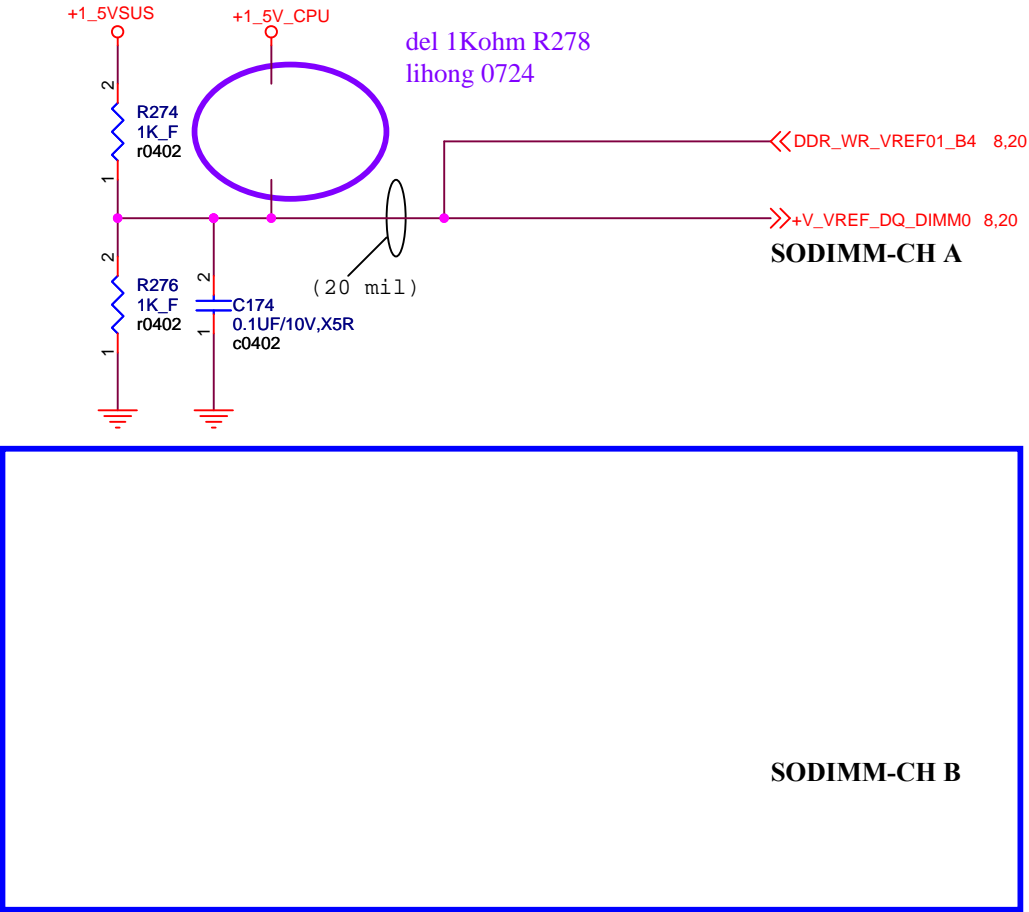 +1_5VSUS
+1_5V_CPU
del 1Kohm R278
lihong 0724
2
R274
1K_F
r0402
1
DDR_WR_VREF01_B4 8,20
+V_VREF_DQ_DIMM0 8,20
SODIMM-CH A
(20 mil)
2
R276
1K_F
r0402
1
2
C174
0.1UF/10V,X5R
c0402
1
SODIMM-CH B